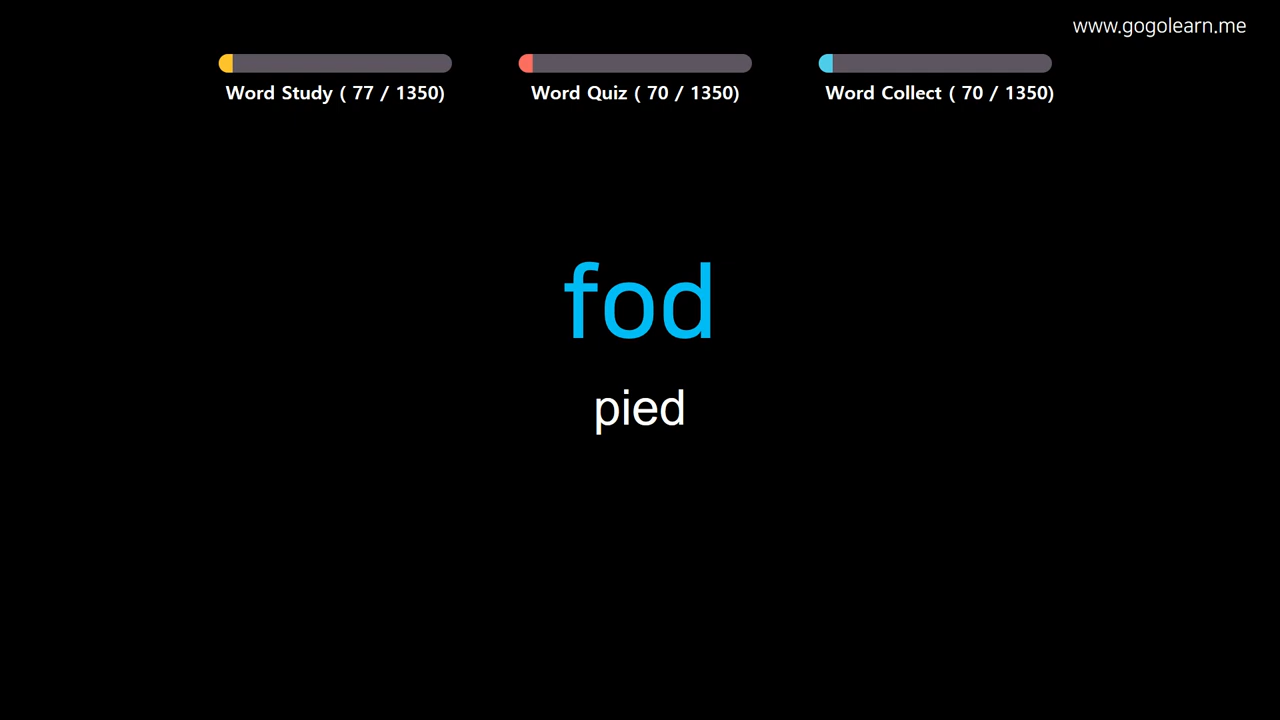 www.gogolearn.me
Word Study ( 77 / 1350)
Word Quiz ( 70 / 1350)
Word Collect ( 70 / 1350)
fod
pied